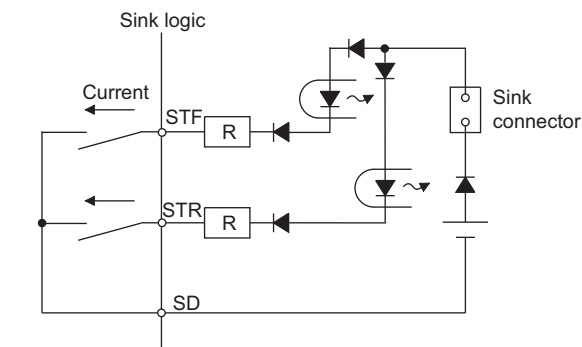 Sink logic
Current
STF
R
Sink
connector
STR
R
SD